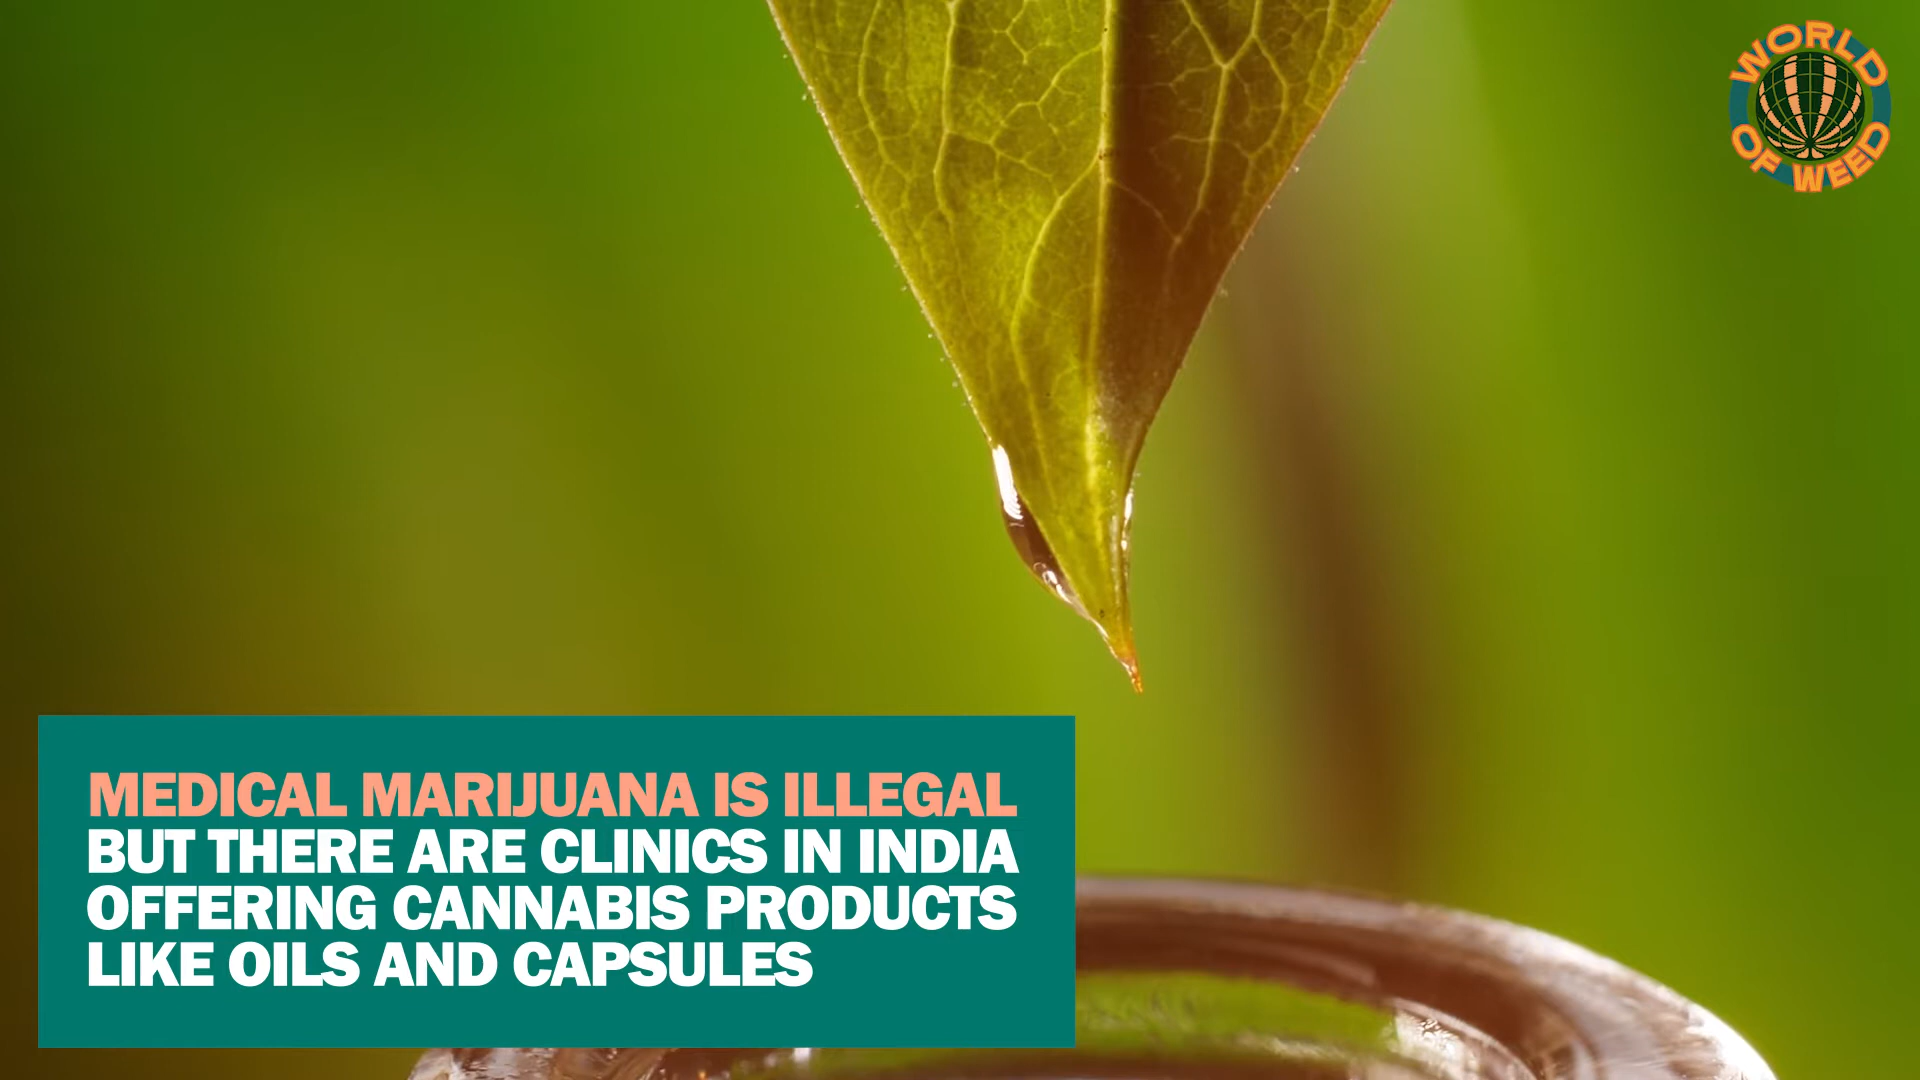 WORLD
OF WEED
MEDICAL MARIJUANA IS ILLEGAL
BUT THERE ARE CLINICS IN INDIA
OFFERING CANNABIS PRODUCTS
LIKE OILS AND CAPSULES